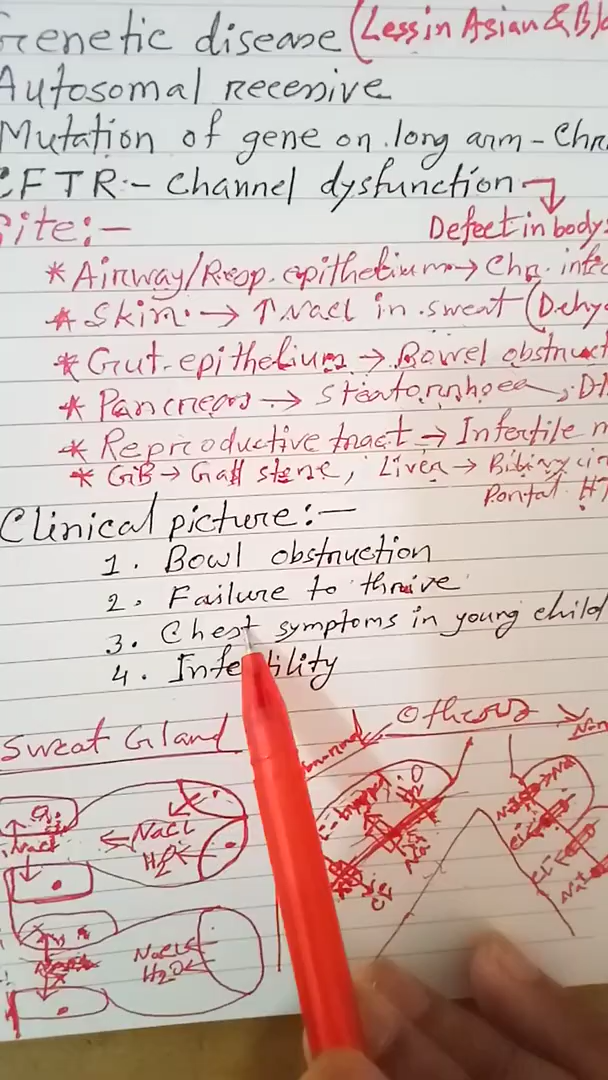 Genetic disease (Less in Asian & Bla
Autosomal recessive
Mutation of gene on long arm - Chr
CFTR:- Channel dysfunction
Site:-
Defect in body
* Airway/Resp. epithelium → Chr. infec
* Skin → ↑ Nacl in sweat (Dehy
* Gut epithelium → Bowel obstruct
* Pancreas → Steatorrhoea, DM
* Reproductive tract → Infertile m
* GB → Gall stone, Liver → Biliary cir
Portal HT
Clinical picture:-
1. Bowl obstruction
2. Failure to thrive
3. Chest symptoms in young child
4. Infertility
Sweat Gland
Others
NaCl
H2O
NaCl
H2O
H2O